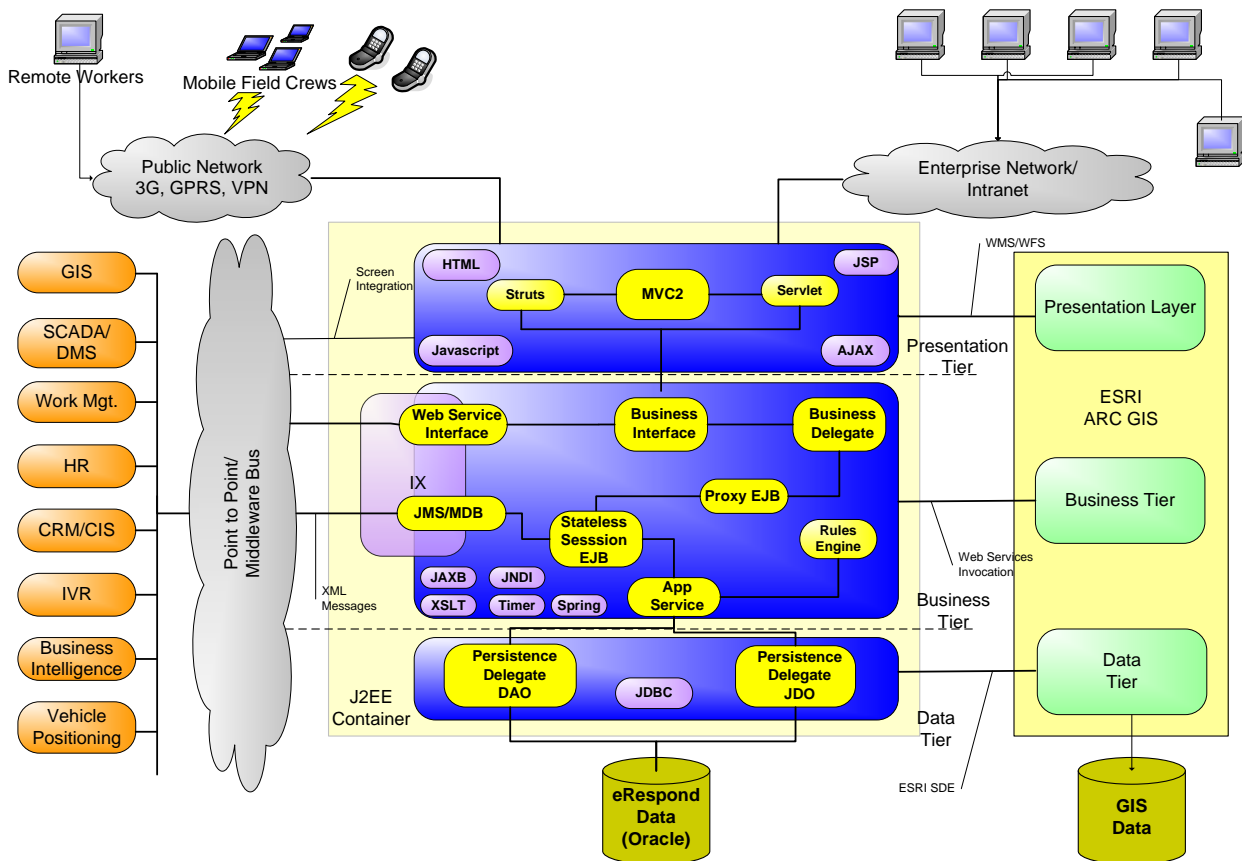 Remote Workers
Mobile Field Crews
Public Network
3G, GPRS, VPN
Enterprise Network/
Intranet
GIS
SCADA/
DMS
Work Mgt.
HR
CRM/CIS
IVR
Business
Intelligence
Vehicle
Positioning
Point to Point/
Middleware Bus
Screen
Integration
XML
Messages
HTML
JSP
Struts
MVC2
Servlet
Javascript
AJAX
Presentation
Tier
Web Service
Interface
Business
Interface
Business
Delegate
IX
JMS/MDB
Proxy EJB
Stateless
Sesssion
EJB
Rules
Engine
JAXB
JNDI
XSLT
Timer
Spring
App
Service
Business
Tier
Persistence
Delegate
DAO
JDBC
Persistence
Delegate
JDO
J2EE
Container
Data
Tier
eRespond
Data
(Oracle)
WMS/WFS
Presentation Layer
ESRI
ARC GIS
Business Tier
Web Services
Invocation
Data
Tier
ESRI SDE
GIS
Data